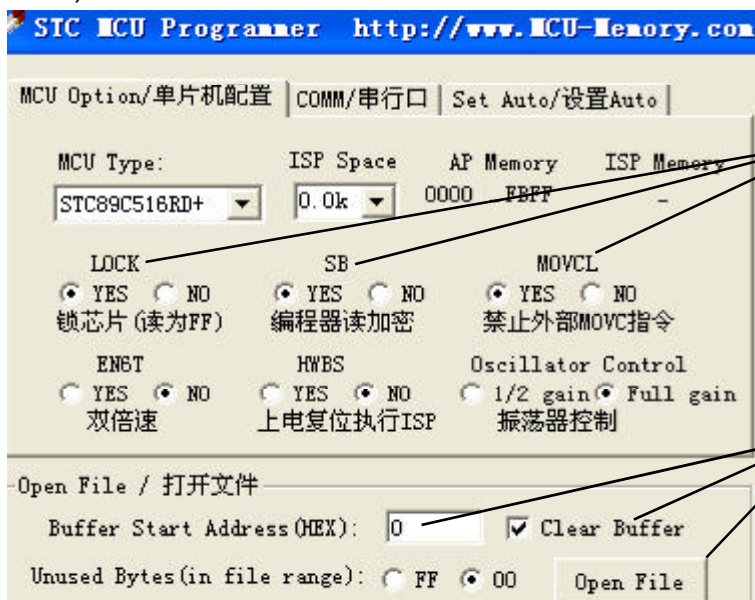 STC MCU Programmer http://www.MCU-Memory.com
MCU Option/单片机配置 COMM/串行口 Set Auto/设置Auto
MCU Type: ISP Space AP Memory ISP Memory
STC89C516RD+ 0.0k 0000 FBFF -
LOCK SB MOVCL
YES NO YES NO YES NO
锁芯片(读为FF) 编程器读加密 禁止外部MOVC指令
EN6T HWBS Oscillator Control
YES NO YES NO 1/2 gain Full gain
双倍速 上电复位执行ISP 振荡器控制
Open File / 打开文件
Buffer Start Address(HEX): 0 Clear Buffer
Unused Bytes(in file range): FF 00 Open File